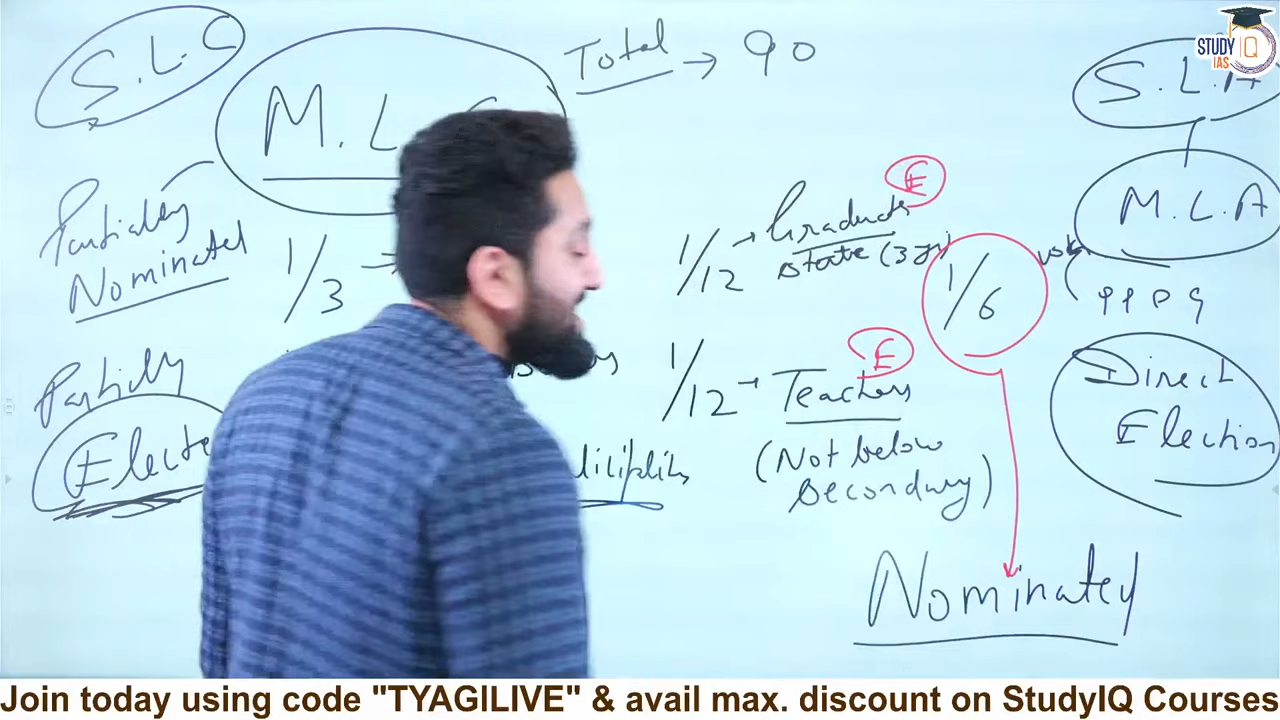 S.L.C
M.L.C
Total → 90
STUDY IQ
IAS
S.L.A
M.L.A
Partially
Nominated
1/3 →
1/12 → Graduate
state (3 yr)
E
1/6
Partially
Elected
1/12 → Teachers
E
(Not below
secondary)
Direct
Election
Nominated
Join today using code "TYAGILIVE" & avail max. discount on StudyIQ Courses